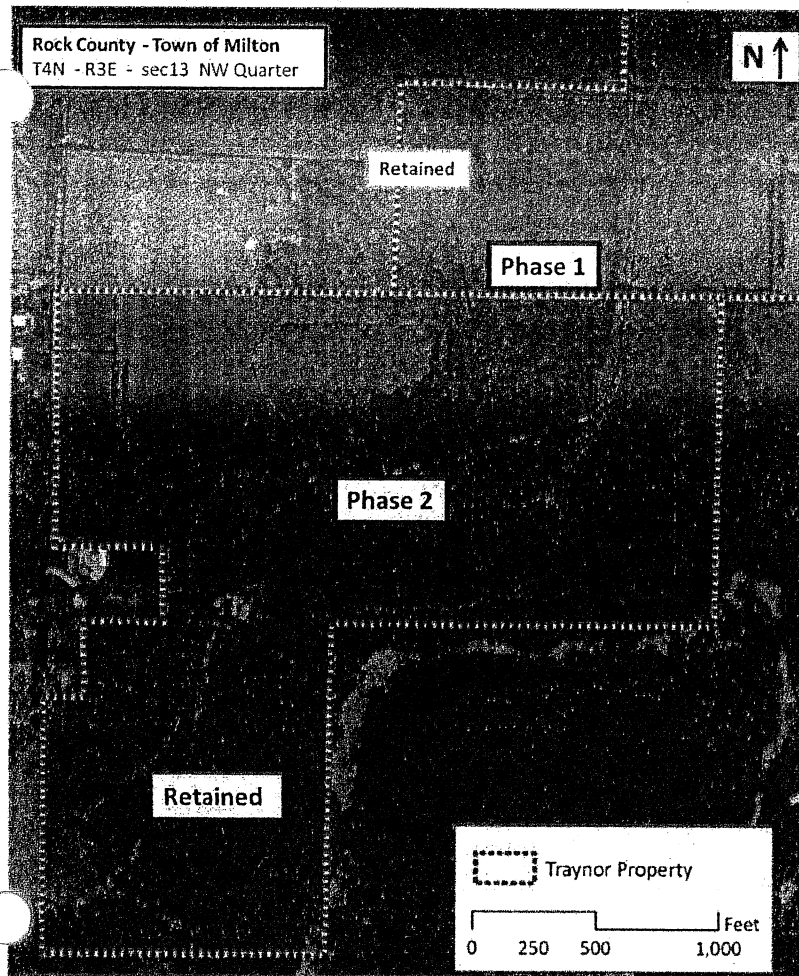 Rock County - Town of Milton
T4N - R3E - sec13 NW Quarter
N
Retained
Phase 1
Phase 2
Retained
Traynor Property
Feet
0 250 500 1,000